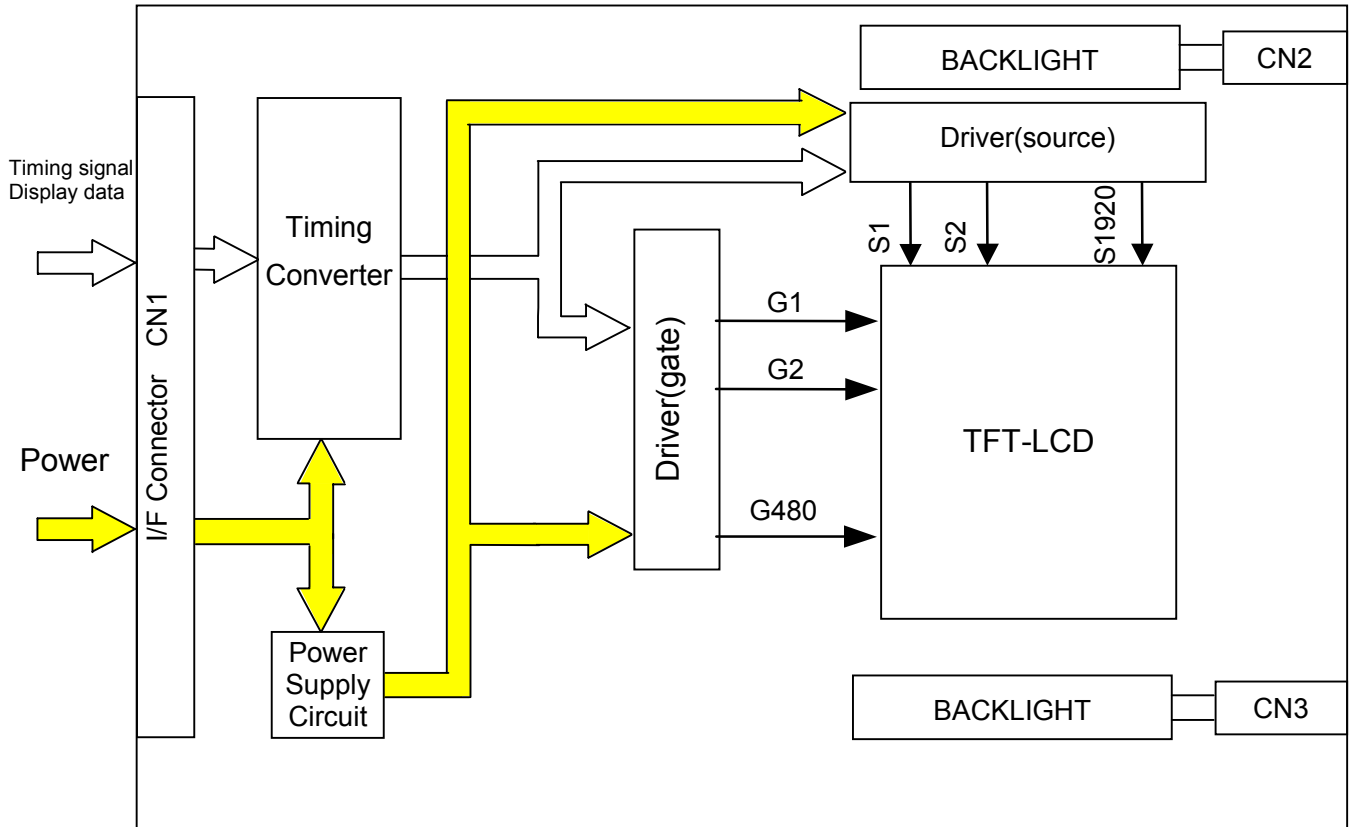 BACKLIGHT
CN2
Driver(source)
Timing signal
Display data
Timing
Converter
I/F Connector CN1
S1
S2
S1920
G1
G2
G480
Driver(gate)
TFT-LCD
Power
Power
Supply
Circuit
BACKLIGHT
CN3